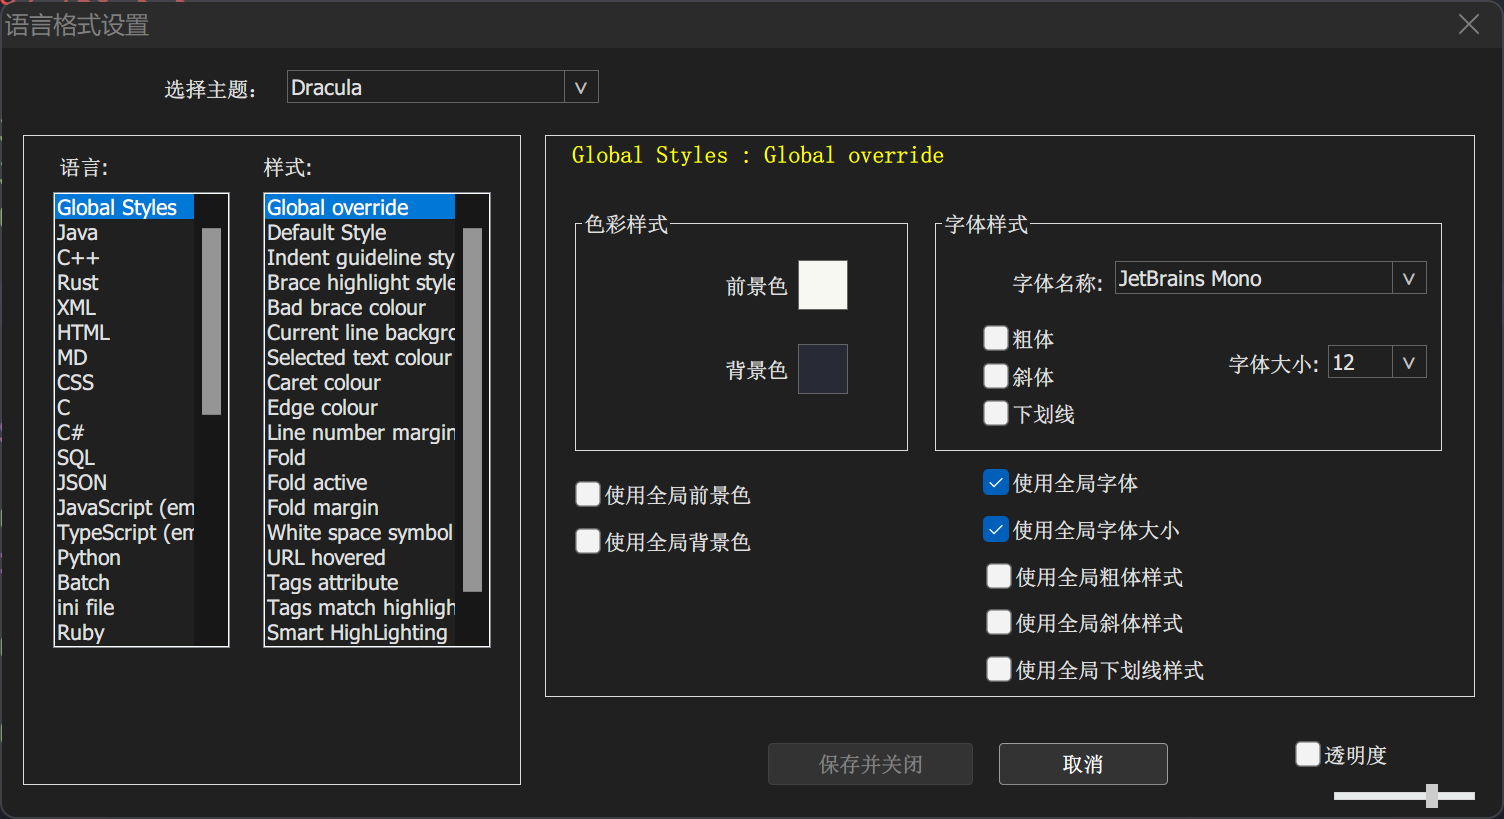 语言格式设置
选择主题：
Dracula
语言:
样式:
Global Styles
Java
C++
Rust
XML
HTML
MD
CSS
C
C#
SQL
JSON
JavaScript (em
TypeScript (em
Python
Batch
ini file
Ruby
Global override
Default Style
Indent guideline sty
Brace highlight style
Bad brace colour
Current line backgro
Selected text colour
Caret colour
Edge colour
Line number margin
Fold
Fold active
Fold margin
White space symbol
URL hovered
Tags attribute
Tags match highligh
Smart HighLighting
Global Styles : Global override
色彩样式
前景色
背景色
字体样式
字体名称:
JetBrains Mono
粗体
斜体
下划线
字体大小:
12
使用全局前景色
使用全局背景色
使用全局字体
使用全局字体大小
使用全局粗体样式
使用全局斜体样式
使用全局下划线样式
保存并关闭
取消
透明度